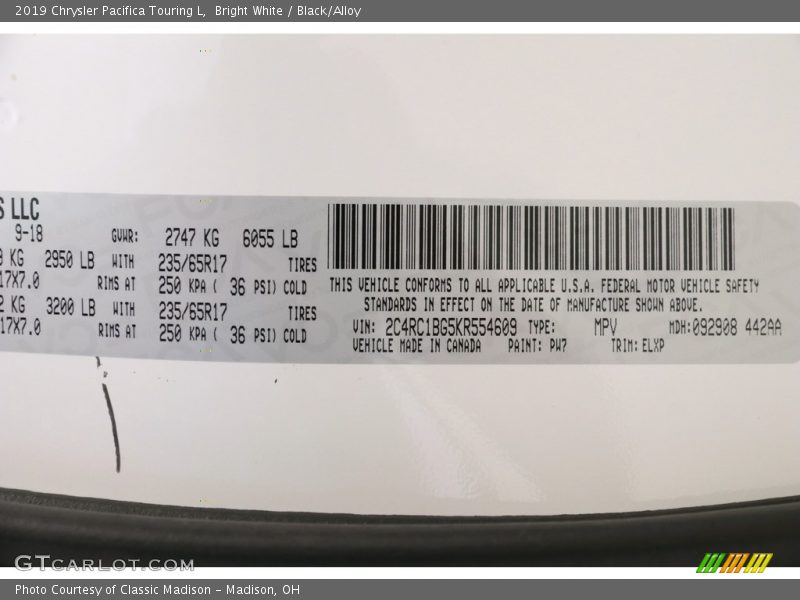 2019 Chrysler Pacifica Touring L, Bright White / Black/Alloy
S LLC
9-18 GVWR: 2747 KG 6055 LB
KG 2950 LB WITH 235/65R17 TIRES
17X7.0 RIMS AT 250 KPA ( 36 PSI) COLD
KG 3200 LB WITH 235/65R17 TIRES
17X7.0 RIMS AT 250 KPA ( 36 PSI) COLD
THIS VEHICLE CONFORMS TO ALL APPLICABLE U.S.A. FEDERAL MOTOR VEHICLE SAFETY
STANDARDS IN EFFECT ON THE DATE OF MANUFACTURE SHOWN ABOVE.
VIN: 2C4RC1BG5KR554609 TYPE: MPV MDH:092908 442AA
VEHICLE MADE IN CANADA PAINT: PW7 TRIM: ELXP
GTCARLOT.COM
Photo Courtesy of Classic Madison - Madison, OH